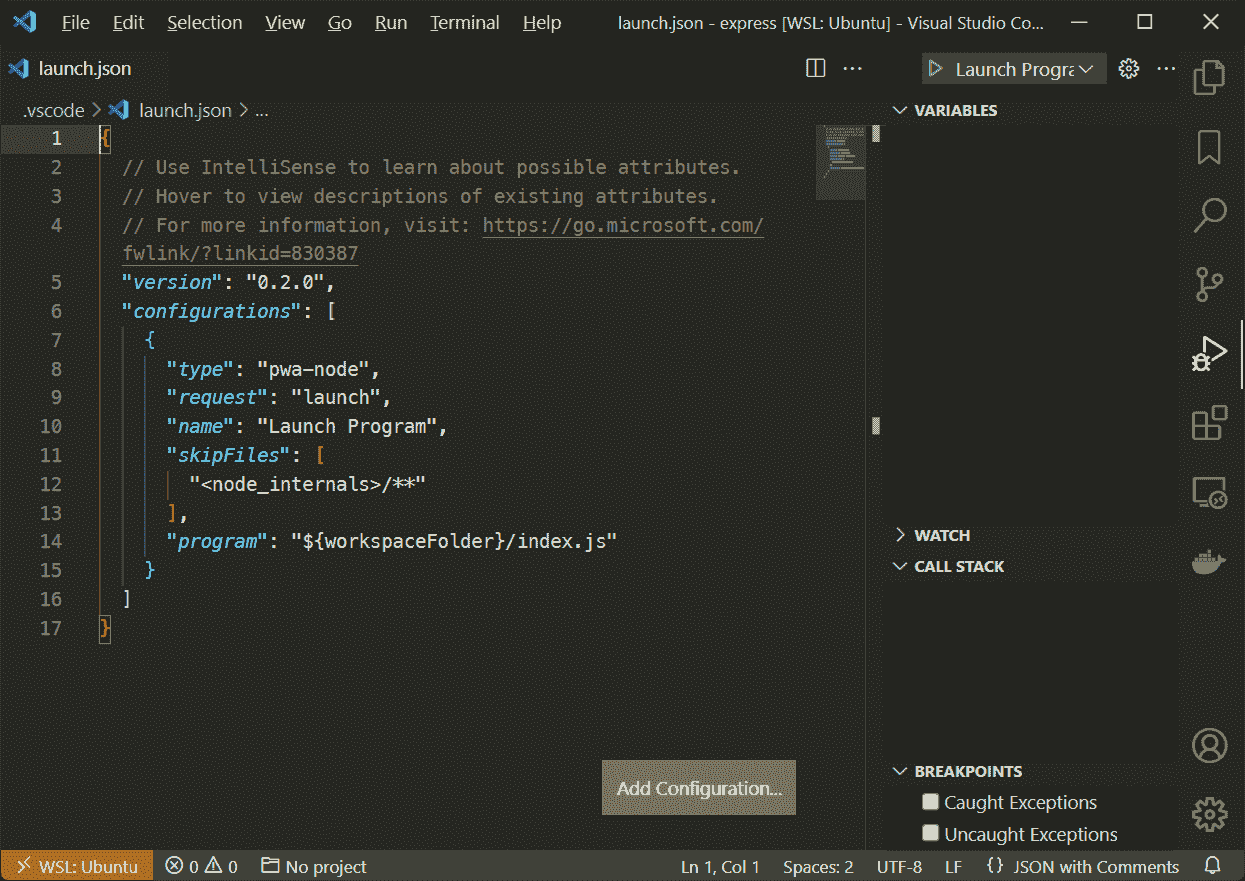 File Edit Selection View Go Run Terminal Help launch.json - express [WSL: Ubuntu] - Visual Studio Co...
launch.json
Launch Progra
.vscode > launch.json > ...
1 {
2 // Use IntelliSense to learn about possible attributes.
3 // Hover to view descriptions of existing attributes.
4 // For more information, visit: https://go.microsoft.com/
fwlink/?linkid=830387
5 "version": "0.2.0",
6 "configurations": [
7 {
8 "type": "pwa-node",
9 "request": "launch",
10 "name": "Launch Program",
11 "skipFiles": [
12 "<node_internals>/**"
13 ],
14 "program": "${workspaceFolder}/index.js"
15 }
16 ]
17 }
Add Configuration...
VARIABLES
WATCH
CALL STACK
BREAKPOINTS
Caught Exceptions
Uncaught Exceptions
WSL: Ubuntu 0 0 No project Ln 1, Col 1 Spaces: 2 UTF-8 LF {} JSON with Comments